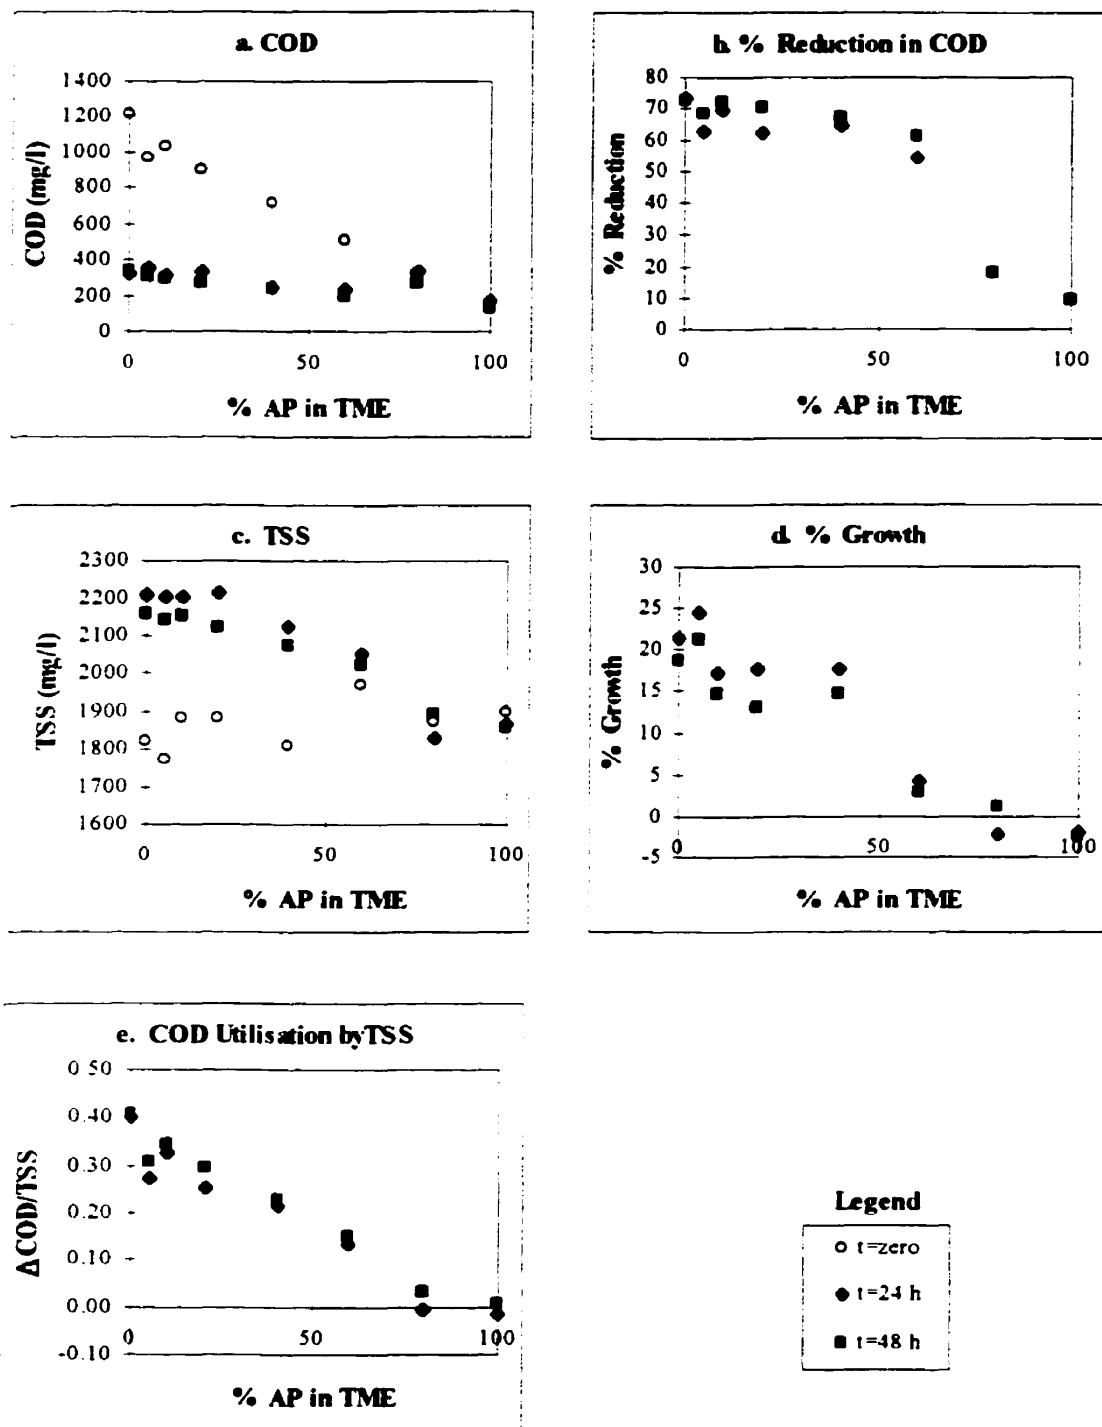 a. COD
1400
1200
1000
800
600
400
200
0
COD (mg/l)
0 50 100
% AP in TME
b. % Reduction in COD
80
70
60
50
40
30
20
10
0
% Reduction
0 50 100
% AP in TME
c. TSS
2300
2200
2100
2000
1900
1800
1700
1600
TSS (mg/l)
0 50 100
% AP in TME
d. % Growth
30
25
20
15
10
5
0
-5
% Growth
0 50 100
% AP in TME
e. COD Utilisation by TSS
0.50
0.40
0.30
0.20
0.10
0.00
-0.10
ΔCOD/TSS
0 50 100
% AP in TME
Legend
t=zero
t=24 h
t=48 h